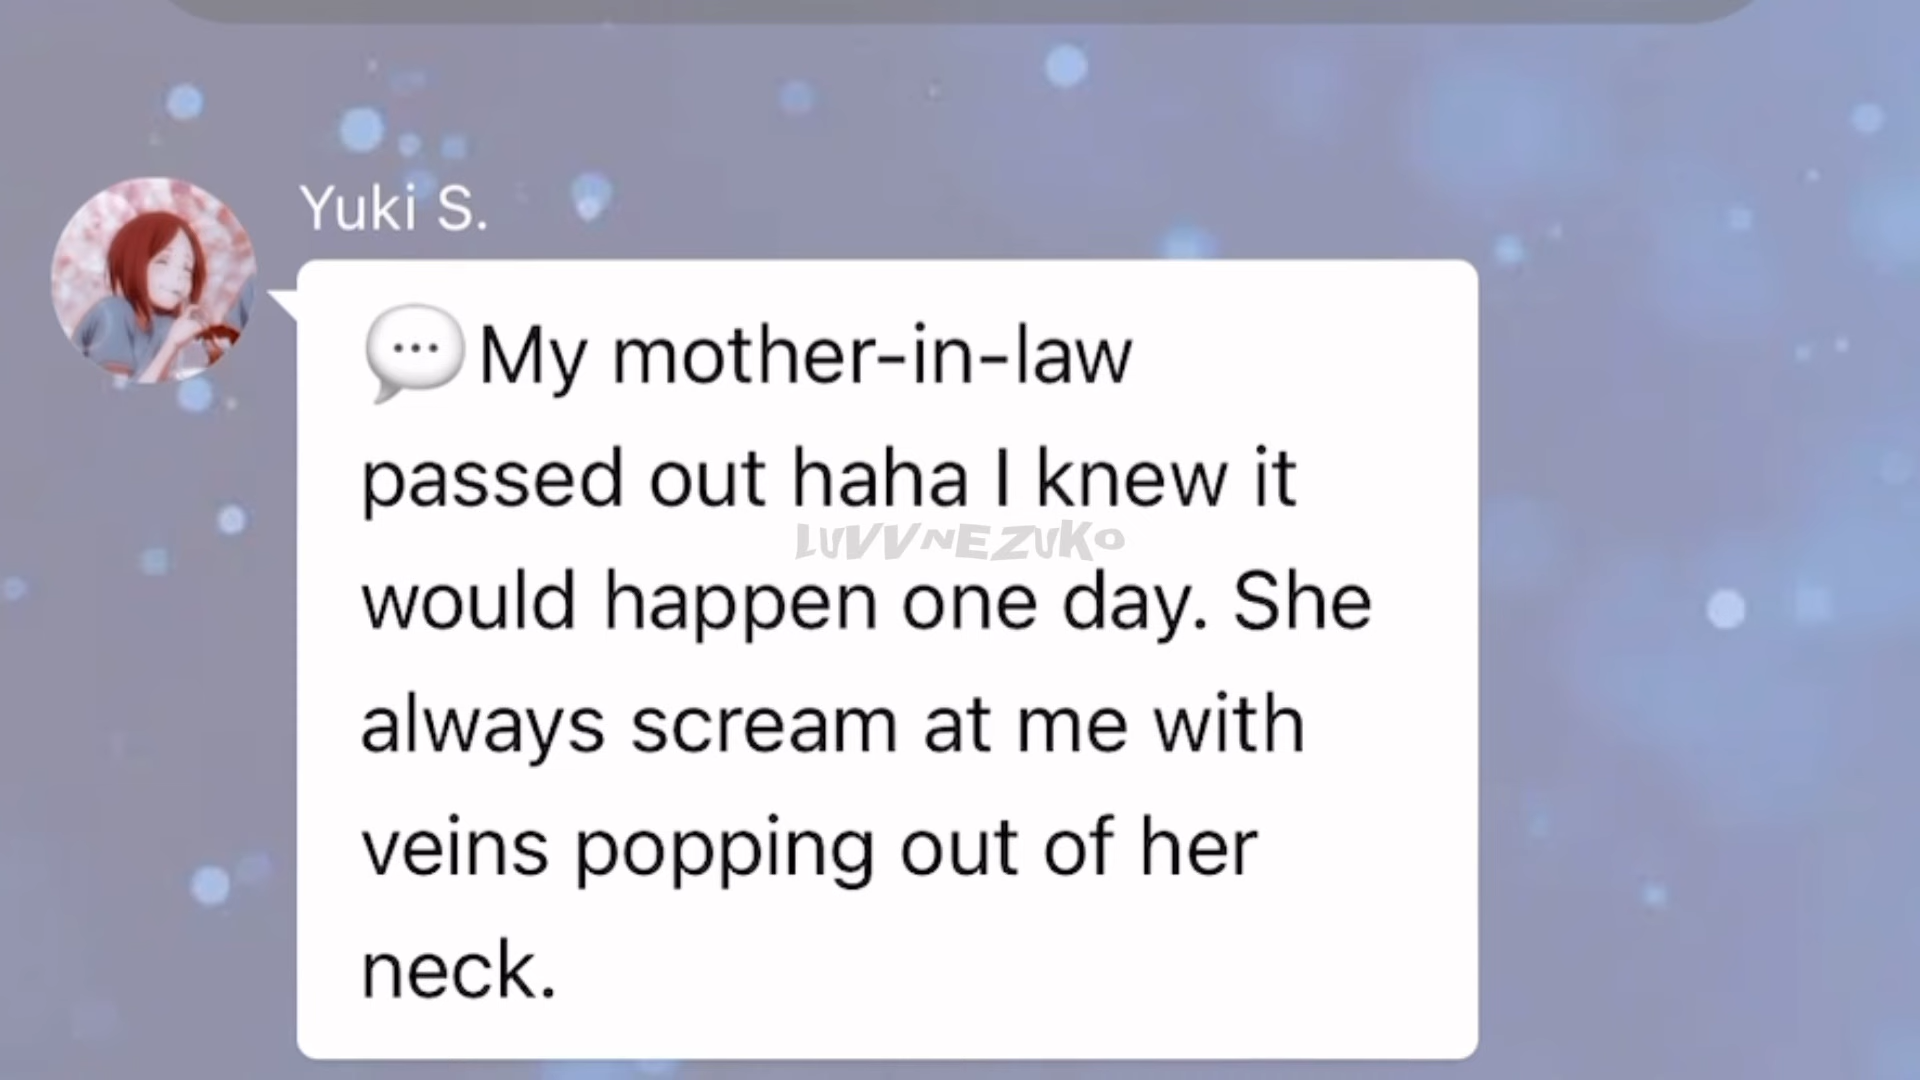 Yuki S.
💬My mother-in-law
passed out haha I knew it
LUVVNEZUKO
would happen one day. She
always scream at me with
veins popping out of her
neck.